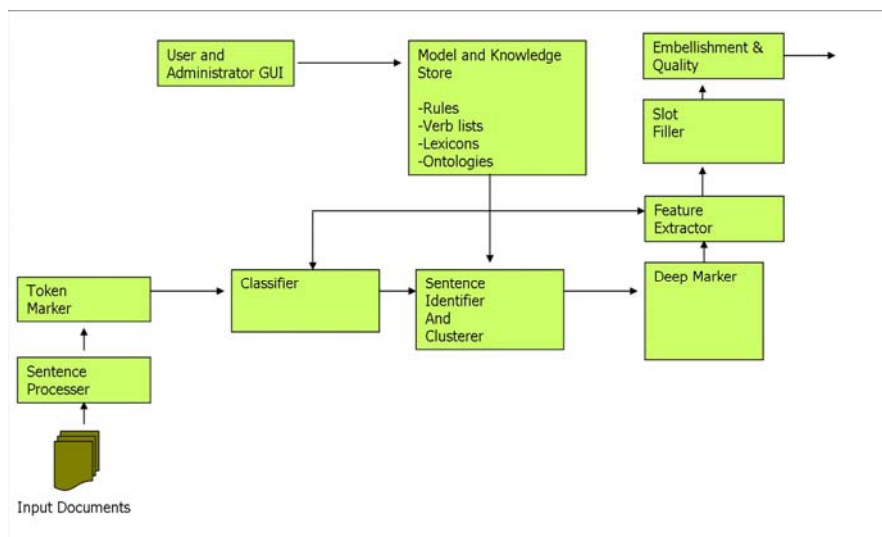 User and
Administrator GUI
Model and Knowledge
Store
-Rules
-Verb lists
-Lexicons
-Ontologies
Embellishment &
Quality
Slot
Filler
Feature
Extractor
Token
Marker
Classifier
Sentence
Identifier
And
Clusterer
Deep Marker
Sentence
Processer
Input Documents